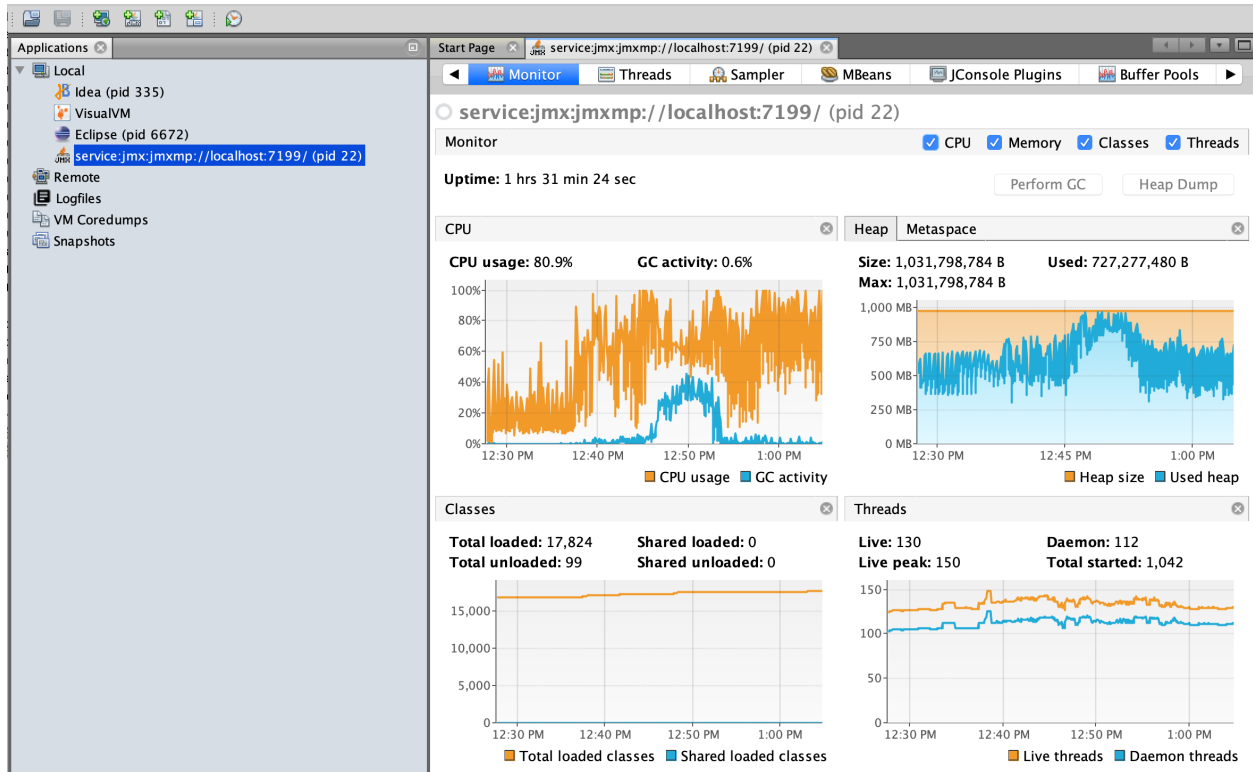 Applications
Local
Idea (pid 335)
VisualVM
Eclipse (pid 6672)
JMX service:jmx:jmxmp://localhost:7199/ (pid 22)
Remote
Logfiles
VM Coredumps
Snapshots
Start Page JMX service:jmx:jmxmp://localhost:7199/ (pid 22)
Monitor Threads Sampler MBeans JConsole Plugins Buffer Pools
service:jmx:jmxmp://localhost:7199/ (pid 22)
Monitor CPU Memory Classes Threads
Uptime: 1 hrs 31 min 24 sec Perform GC Heap Dump
CPU
CPU usage: 80.9% GC activity: 0.6%
100%
80%
60%
40%
20%
0%
12:30 PM 12:40 PM 12:50 PM 1:00 PM
CPU usage GC activity
Heap Metaspace
Size: 1,031,798,784 B Used: 727,277,480 B
Max: 1,031,798,784 B
1,000 MB
750 MB
500 MB
250 MB
0 MB
12:30 PM 12:45 PM 1:00 PM
Heap size Used heap
Classes
Total loaded: 17,824 Shared loaded: 0
Total unloaded: 99 Shared unloaded: 0
15,000
10,000
5,000
0
12:30 PM 12:40 PM 12:50 PM 1:00 PM
Total loaded classes Shared loaded classes
Threads
Live: 130 Daemon: 112
Live peak: 150 Total started: 1,042
150
100
50
0
12:30 PM 12:40 PM 12:50 PM 1:00 PM
Live threads Daemon threads